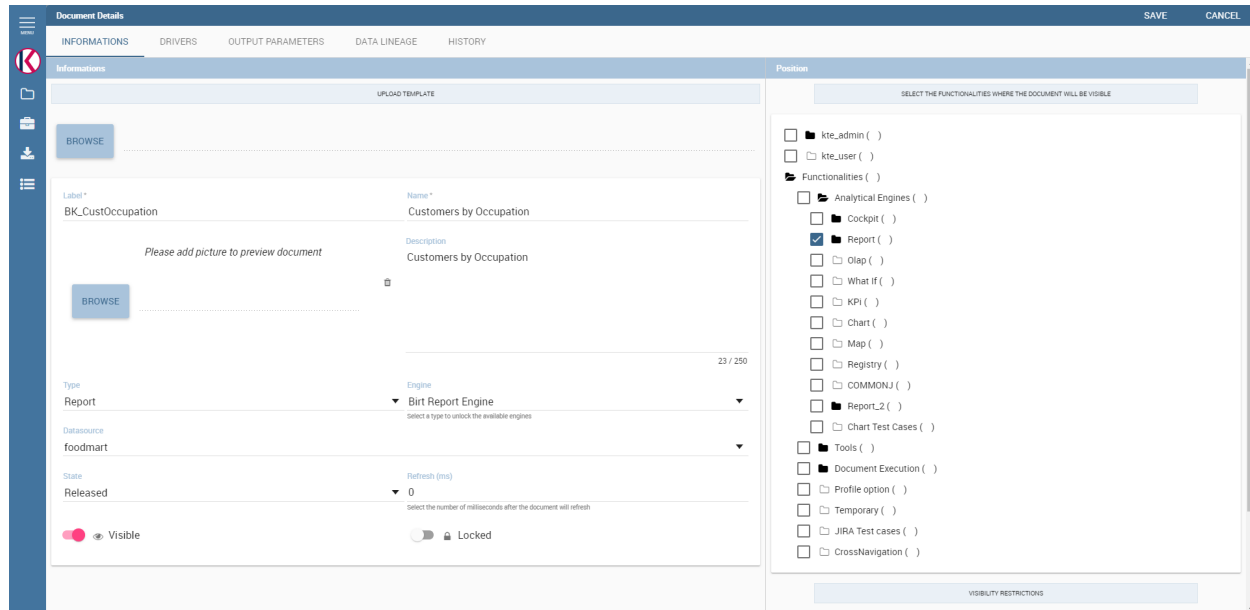 MENU
Document Details
SAVE
CANCEL
INFORMATIONS
DRIVERS
OUTPUT PARAMETERS
DATA LINEAGE
HISTORY
Informations
UPLOAD TEMPLATE
BROWSE
Label *
BK_CustOccupation
Name *
Customers by Occupation
Please add picture to preview document
BROWSE
Description
Customers by Occupation
23 / 250
Type
Report
Engine
Birt Report Engine
Select a type to unlock the available engines
Datasource
foodmart
State
Released
Refresh (ms)
0
Select the number of milliseconds after the document will refresh
Visible
Locked
Position
SELECT THE FUNCTIONALITIES WHERE THE DOCUMENT WILL BE VISIBLE
kte_admin ( )
kte_user ( )
Functionalities ( )
Analytical Engines ( )
Cockpit ( )
Report ( )
Olap ( )
What If ( )
KPi ( )
Chart ( )
Map ( )
Registry ( )
COMMONJ ( )
Report_2 ( )
Chart Test Cases ( )
Tools ( )
Document Execution ( )
Profile option ( )
Temporary ( )
JIRA Test cases ( )
CrossNavigation ( )
VISIBILITY RESTRICTIONS